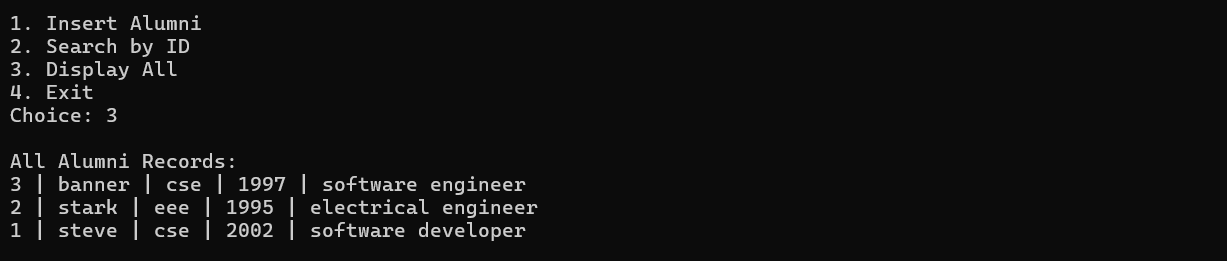 1. Insert Alumni
2. Search by ID
3. Display All
4. Exit
Choice: 3
All Alumni Records:
3 | banner | cse | 1997 | software engineer
2 | stark | eee | 1995 | electrical engineer
1 | steve | cse | 2002 | software developer